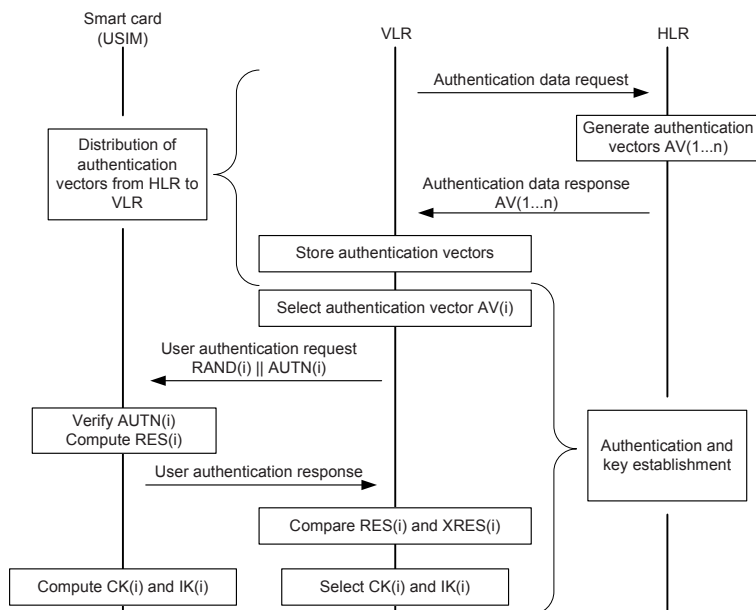 Smart card
(USIM)
VLR
HLR
Authentication data request
Distribution of
authentication
vectors from HLR to
VLR
Generate authentication
vectors AV(1...n)
Authentication data response
AV(1...n)
Store authentication vectors
Select authentication vector AV(i)
User authentication request
RAND(i) || AUTN(i)
Verify AUTN(i)
Compute RES(i)
Authentication and
key establishment
User authentication response
Compare RES(i) and XRES(i)
Compute CK(i) and IK(i)
Select CK(i) and IK(i)